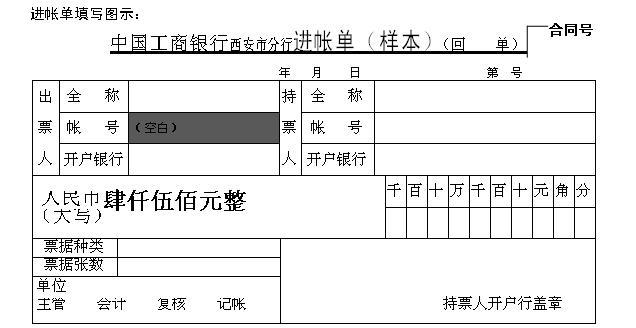 进帐单填写图示：
合同号
中国工商银行西安市分行进帐单（样本）（回 单）
年 月 日 第 号
出 全 称 持 全 称
票 帐 号 （空白） 票 帐 号
人 开户银行 人 开户银行
人民巾肆仟伍佰元整 千百十万千百十元角分
（大写）
票据种类
票据张数
单位
主管 会计 复核 记帐 持票人开户行盖章